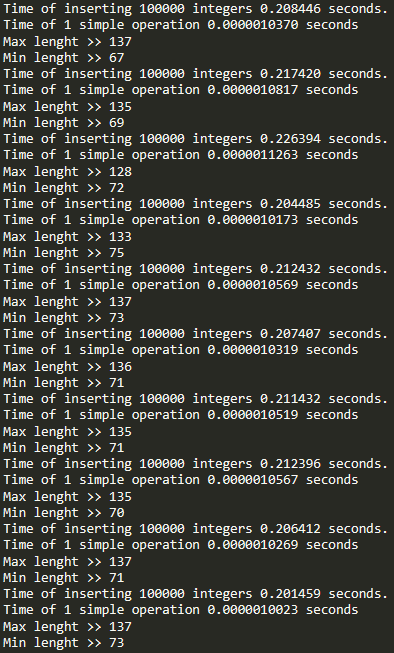 Time of inserting 100000 integers 0.208446 seconds.
Time of 1 simple operation 0.0000010370 seconds
Max lenght >> 137
Min lenght >> 67
Time of inserting 100000 integers 0.217420 seconds.
Time of 1 simple operation 0.0000010817 seconds
Max lenght >> 135
Min lenght >> 69
Time of inserting 100000 integers 0.226394 seconds.
Time of 1 simple operation 0.0000011263 seconds
Max lenght >> 128
Min lenght >> 72
Time of inserting 100000 integers 0.204485 seconds.
Time of 1 simple operation 0.0000010173 seconds
Max lenght >> 133
Min lenght >> 75
Time of inserting 100000 integers 0.212432 seconds.
Time of 1 simple operation 0.0000010569 seconds
Max lenght >> 137
Min lenght >> 73
Time of inserting 100000 integers 0.207407 seconds.
Time of 1 simple operation 0.0000010319 seconds
Max lenght >> 136
Min lenght >> 71
Time of inserting 100000 integers 0.211432 seconds.
Time of 1 simple operation 0.0000010519 seconds
Max lenght >> 135
Min lenght >> 71
Time of inserting 100000 integers 0.212396 seconds.
Time of 1 simple operation 0.0000010567 seconds
Max lenght >> 135
Min lenght >> 70
Time of inserting 100000 integers 0.206412 seconds.
Time of 1 simple operation 0.0000010269 seconds
Max lenght >> 137
Min lenght >> 71
Time of inserting 100000 integers 0.201459 seconds.
Time of 1 simple operation 0.0000010023 seconds
Max lenght >> 137
Min lenght >> 73